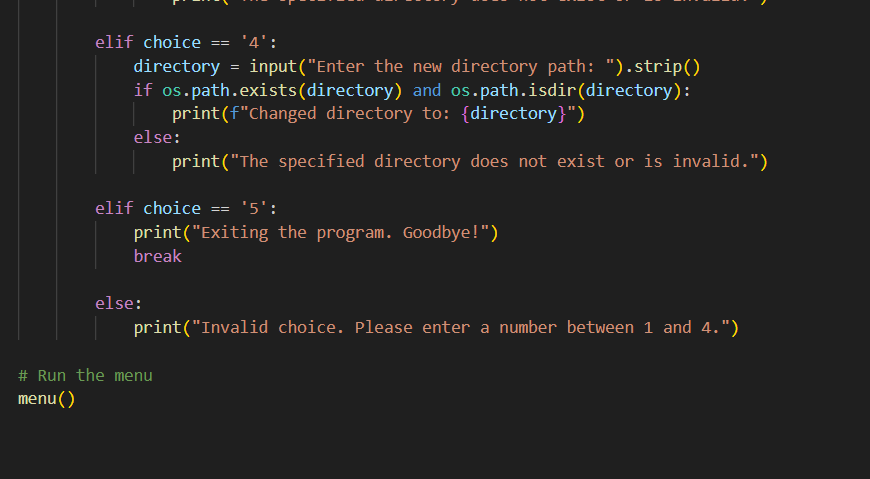 print("The specified directory does not exist or is invalid.")
elif choice == '4':
directory = input("Enter the new directory path: ").strip()
if os.path.exists(directory) and os.path.isdir(directory):
print(f"Changed directory to: {directory}")
else:
print("The specified directory does not exist or is invalid.")
elif choice == '5':
print("Exiting the program. Goodbye!")
break
else:
print("Invalid choice. Please enter a number between 1 and 4.")
# Run the menu
menu()